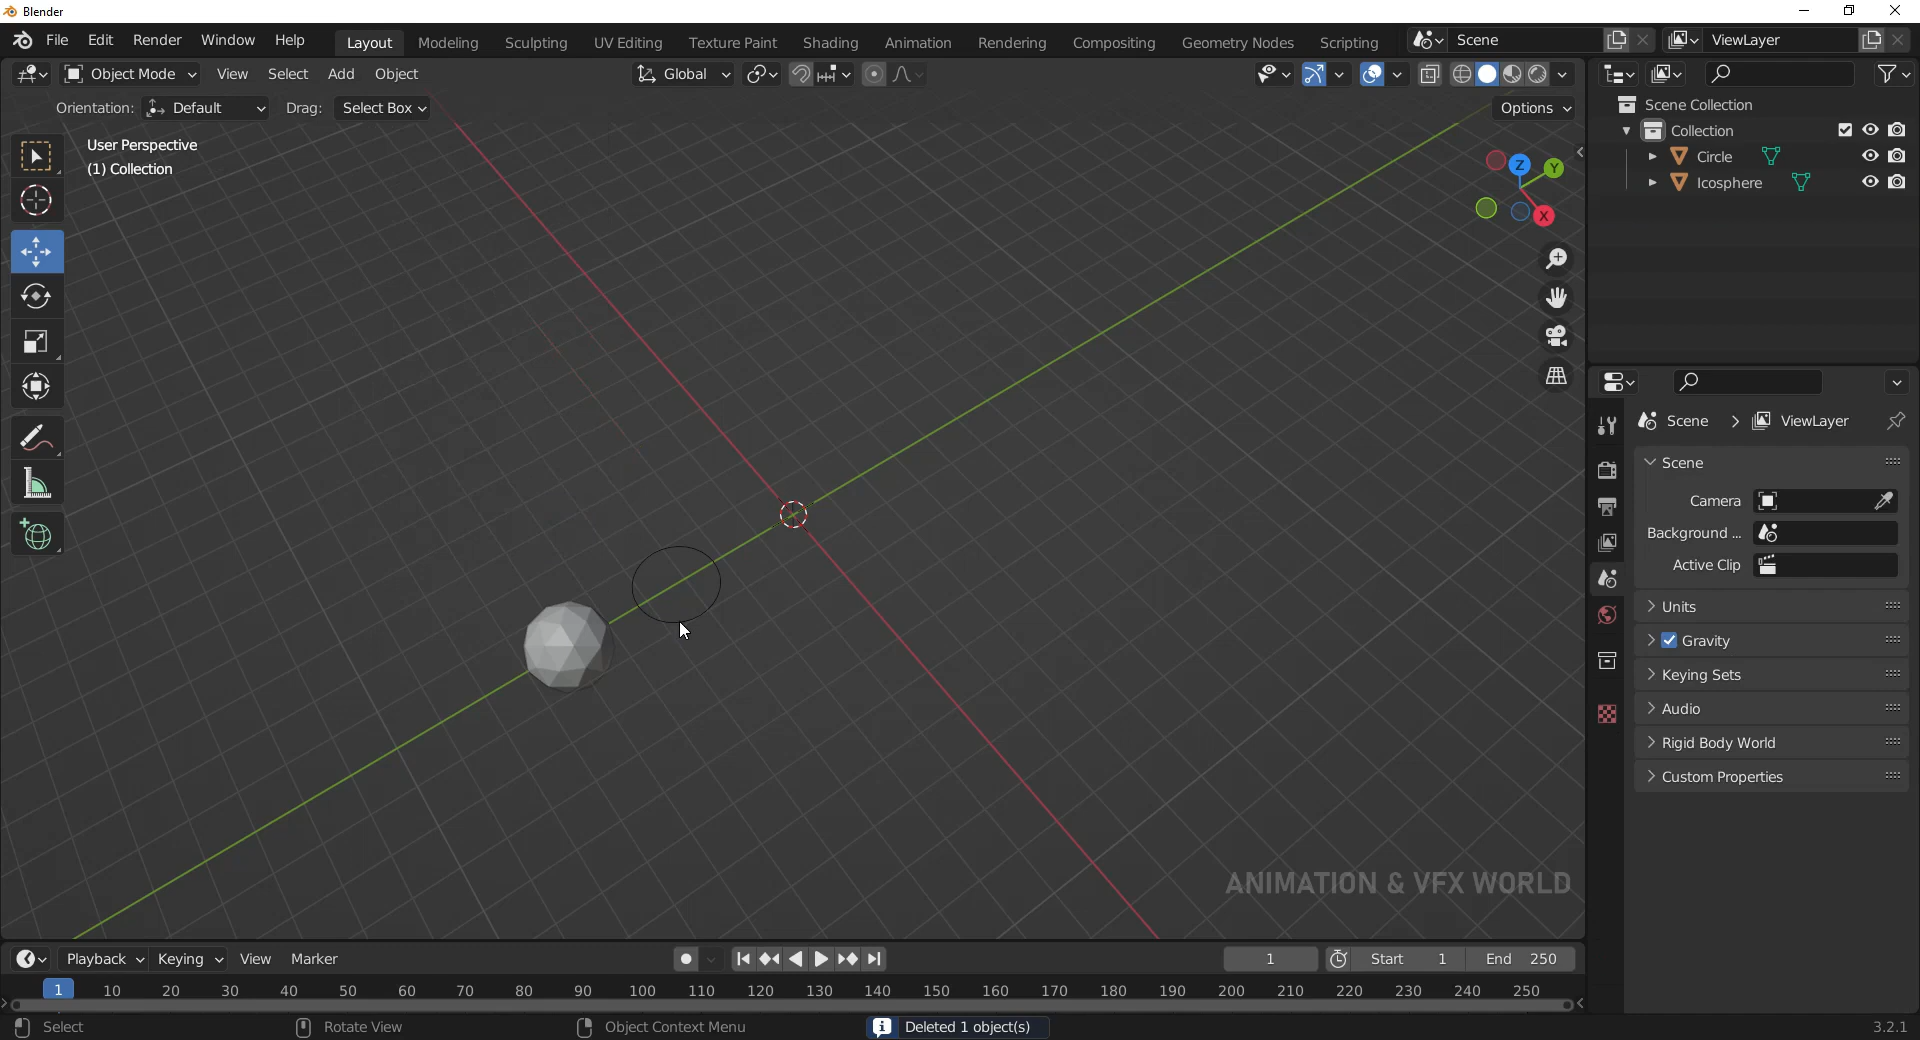 Blender
File Edit Render Window Help Layout Modeling Sculpting UV Editing Texture Paint Shading Animation Rendering Compositing Geometry Nodes Scripting Scene ViewLayer
Object Mode View Select Add Object Global
Orientation: Default Drag: Select Box Options
User Perspective
(1) Collection
Z
Y
X
Scene Collection
Collection
Circle
Icosphere
Scene > ViewLayer
Scene
Camera
Background ...
Active Clip
Units
Gravity
Keying Sets
Audio
Rigid Body World
Custom Properties
ANIMATION & VFX WORLD
Playback Keying View Marker 1 Start 1 End 250
1 10 20 30 40 50 60 70 80 90 100 110 120 130 140 150 160 170 180 190 200 210 220 230 240 250
Select Rotate View Object Context Menu Deleted 1 object(s) 3.2.1